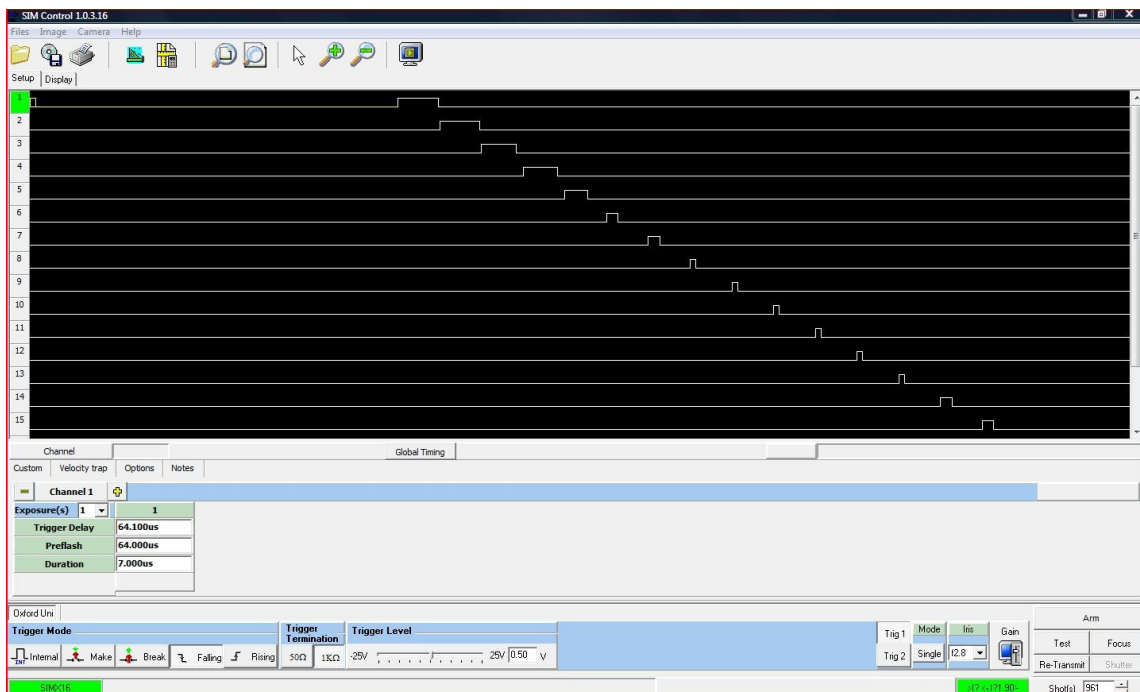 SIM Control 1.0.3.16
Files Image Camera Help
Setup Display
1
2
3
4
5
6
7
8
9
10
11
12
13
14
15
Channel Global Timing
Custom Velocity trap Options Notes
Channel 1
Exposure(s) 1 1
Trigger Delay 64.100us
Preflash 64.000us
Duration 7.000us
Oxford Uni
Trigger Mode Trigger Termination Trigger Level
INT Internal Make Break Falling Rising 50Ω 1KΩ -25V 25V 0.50 V
Trig 1 Mode Iris Gain
Trig 2 Single f2.8
Arm
Test Focus
Re-Transmit Shutter
SIMX16 Shot(s) 961